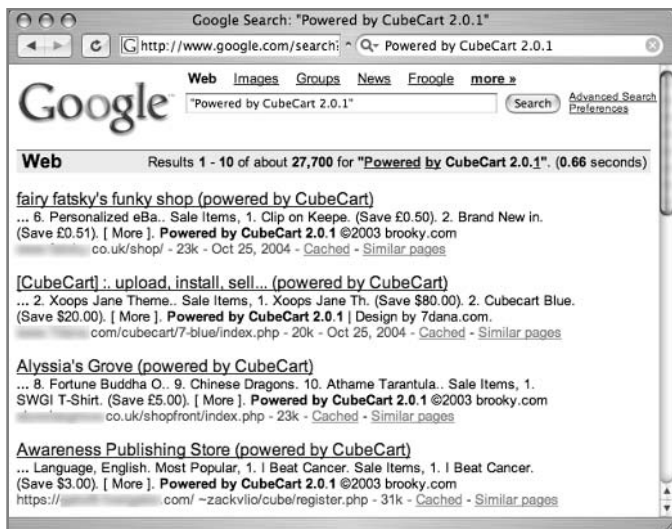 Google Search: "Powered by CubeCart 2.0.1"
http://www.google.com/search? Powered by CubeCart 2.0.1
Web Images Groups News Froogle more »
Google™ "Powered by CubeCart 2.0.1" Search Advanced Search
Preferences
Web Results 1 - 10 of about 27,700 for "Powered by CubeCart 2.0.1". (0.66 seconds)
fairy fatsky's funky shop (powered by CubeCart)
... 6. Personalized eBa.. Sale Items, 1. Clip on Keepe. (Save £0.50). 2. Brand New in.
(Save £0.51). [ More ]. Powered by CubeCart 2.0.1 ©2003 brooky.com
co.uk/shop/ - 23k - Oct 25, 2004 - Cached - Similar pages
[CubeCart] :. upload, install, sell... (powered by CubeCart)
... 2. Xoops Jane Theme.. Sale Items, 1. Xoops Jane Th. (Save $80.00). 2. Cubecart Blue.
(Save $20.00). [ More ]. Powered by CubeCart 2.0.1 | Design by 7dana.com.
com/cubecart/7-blue/index.php - 20k - Oct 25, 2004 - Cached - Similar pages
Alyssia's Grove (powered by CubeCart)
... 8. Fortune Buddha O.. 9. Chinese Dragons. 10. Athame Tarantula.. Sale Items, 1.
SWGI T-Shirt. (Save £5.00). [ More ]. Powered by CubeCart 2.0.1 ©2003 brooky.com
co.uk/shopfront/index.php - 23k - Cached - Similar pages
Awareness Publishing Store (powered by CubeCart)
... Language, English. Most Popular, 1. I Beat Cancer. Sale Items, 1. I Beat Cancer.
(Save $3.00). [ More ]. Powered by CubeCart 2.0.1 ©2003 brooky.com
https:// com/ ~zackvlio/cube/register.php - 31k - Cached - Similar pages